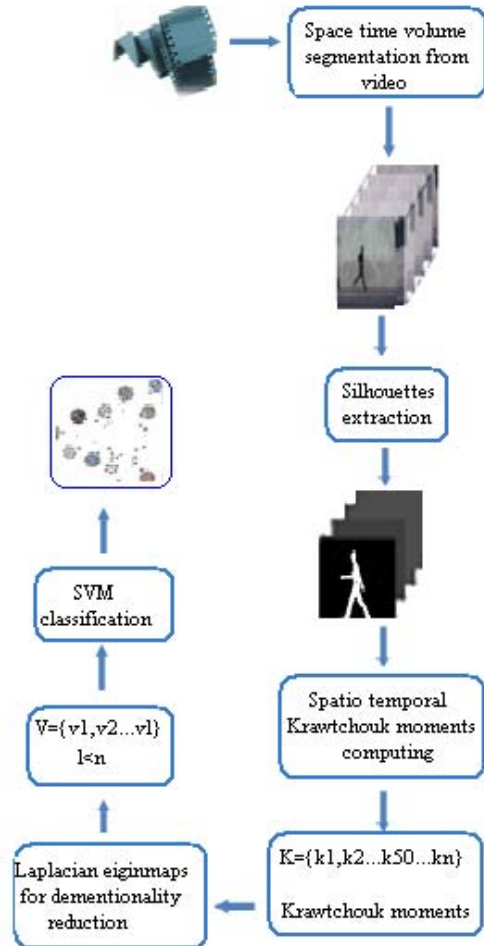 Space time volume
segmentation from
video
Silhouettes
extraction
Spatio temporal
Krawtchouk moments
computing
K={k1,k2...k50...kn}
Krawtchouk moments
Laplacian eiginmaps
for dementionality
reduction
V={v1,v2...vl}
l<n
SVM
classification